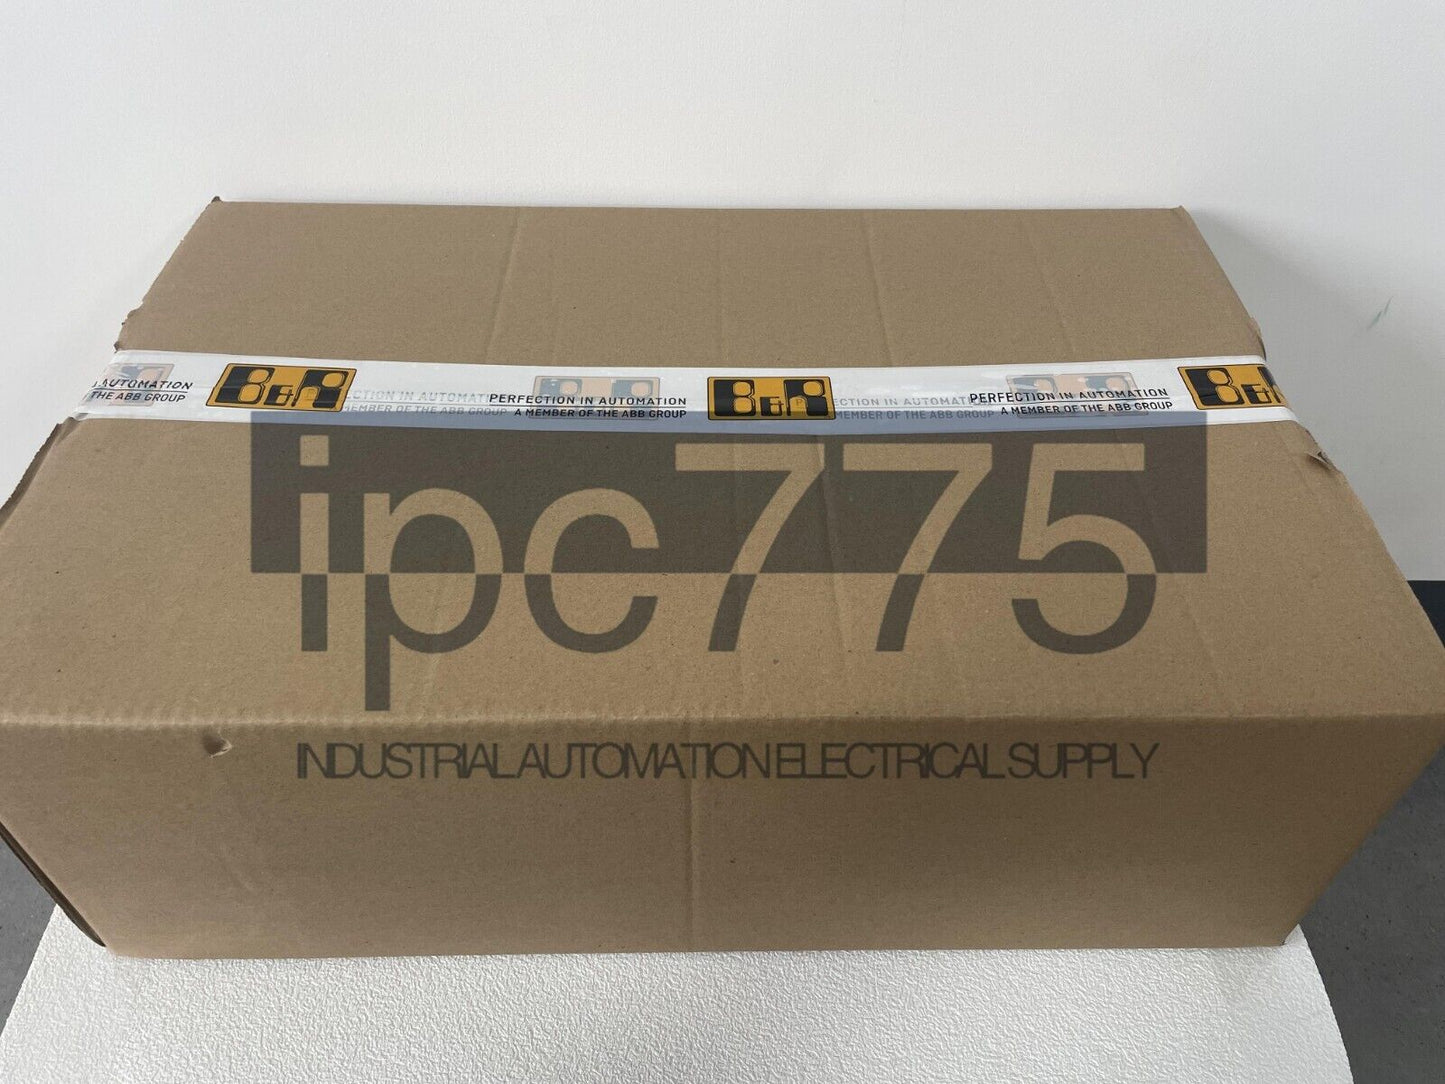 AUTOMATION
THE ABB GROUP
B&R
PERFECTION IN AUTOMATION
A MEMBER OF THE ABB GROUP
B&R
PERFECTION IN AUTOMATION
A MEMBER OF THE ABB GROUP
B&R
ipc775
INDUSTRIAL AUTOMATION ELECTRICAL SUPPLY